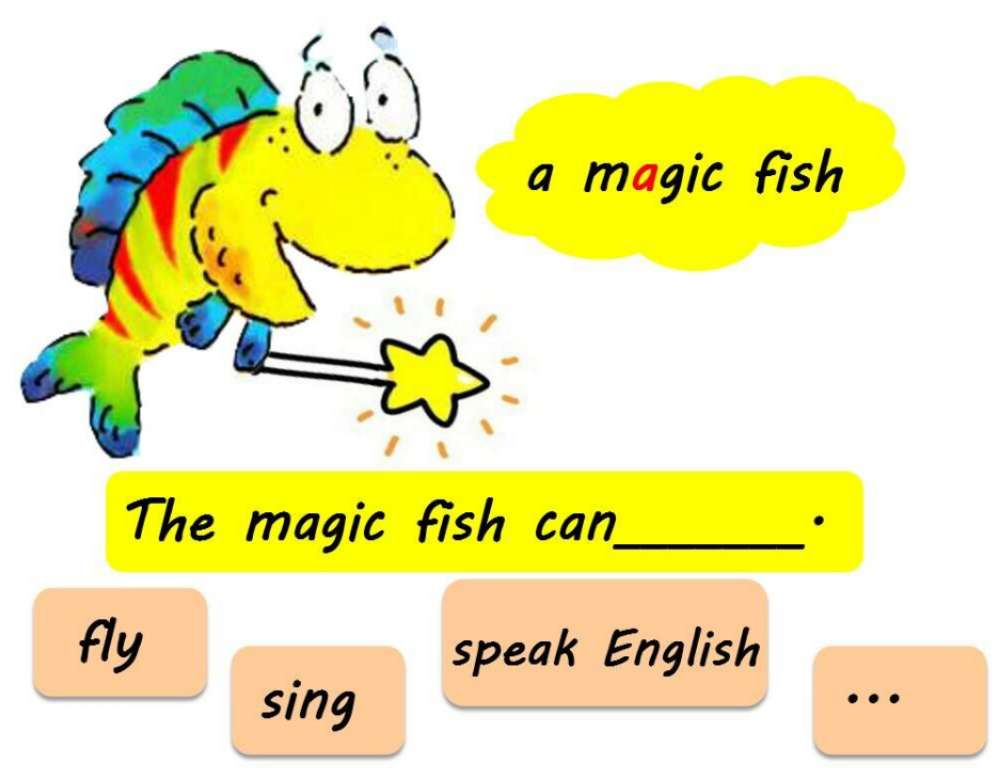 a magic fish
The magic fish can______.
fly
sing
speak English
...